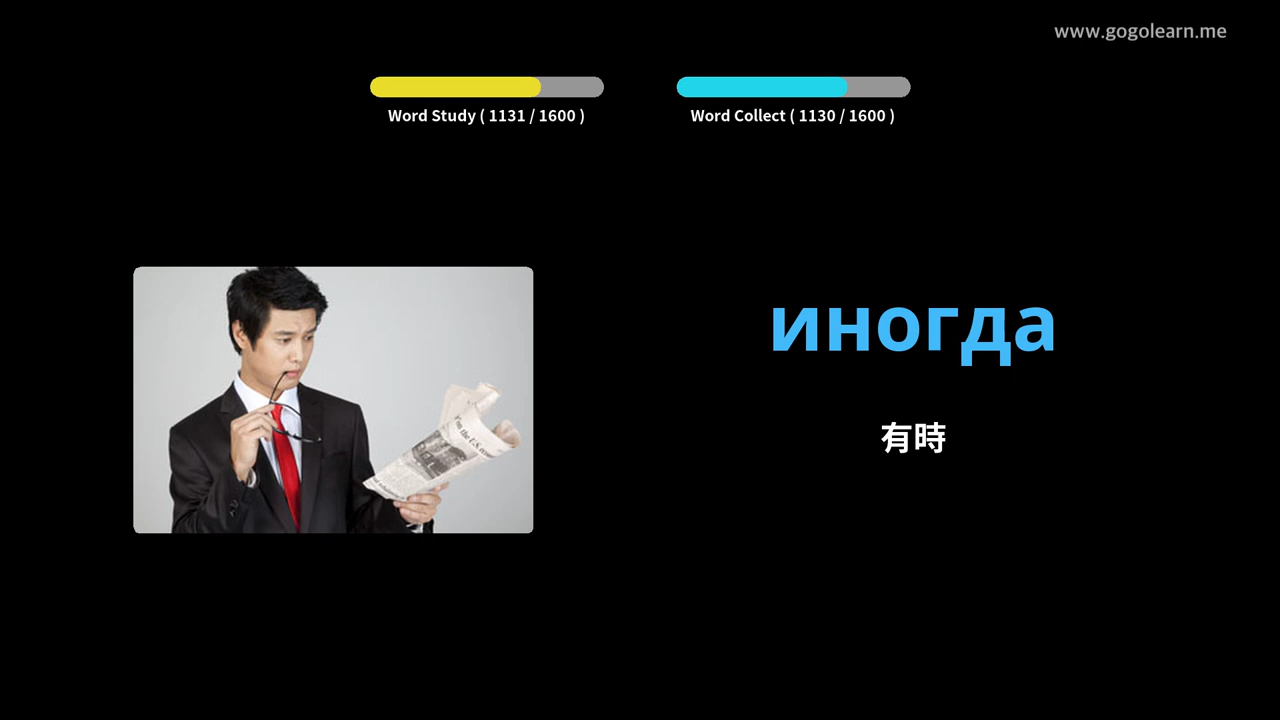 www.gogolearn.me
Word Study ( 1131 / 1600 )
Word Collect ( 1130 / 1600 )
иногда
有時